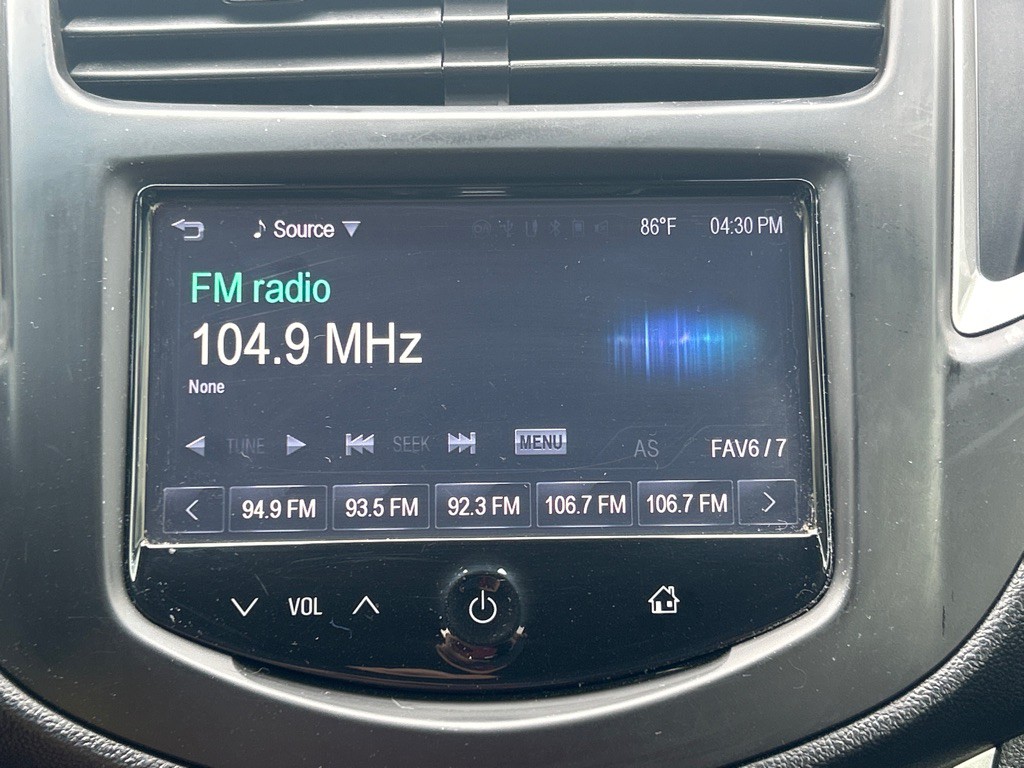 Source 86°F 04:30 PM
FM radio
104.9 MHz
None
TUNE SEEK MENU AS FAV6 / 7
94.9 FM 93.5 FM 92.3 FM 106.7 FM 106.7 FM
VOL